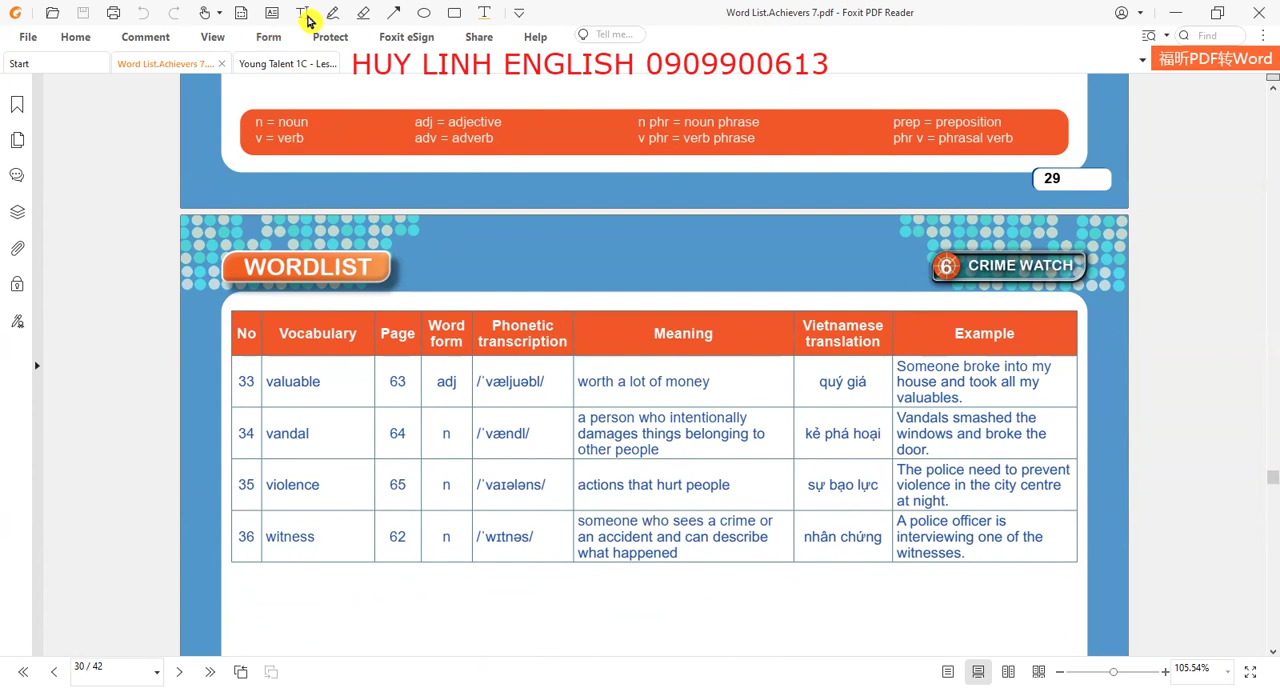 Word List.Achievers 7.pdf - Foxit PDF Reader
File Home Comment View Form Protect Foxit eSign Share Help Tell me... Find
Start Word List.Achievers 7.... Young Talent 1C - Les... HUY LINH ENGLISH 0909900613 福昕PDF转Word
n = noun adj = adjective n phr = noun phrase prep = preposition
v = verb adv = adverb v phr = verb phrase phr v = phrasal verb
29
WORDLIST 6 CRIME WATCH
No Vocabulary Page Word form Phonetic transcription Meaning Vietnamese translation Example
33 valuable 63 adj /ˈvæljuəbl/ worth a lot of money quý giá Someone broke into my
house and took all my
valuables.
34 vandal 64 n /ˈvændl/ a person who intentionally
damages things belonging to
other people kẻ phá hoại Vandals smashed the
windows and broke the
door.
35 violence 65 n /ˈvaɪələns/ actions that hurt people sự bạo lực The police need to prevent
violence in the city centre
at night.
36 witness 62 n /ˈwɪtnəs/ someone who sees a crime or
an accident and can describe
what happened nhân chứng A police officer is
interviewing one of the
witnesses.
30 / 42 105.54%